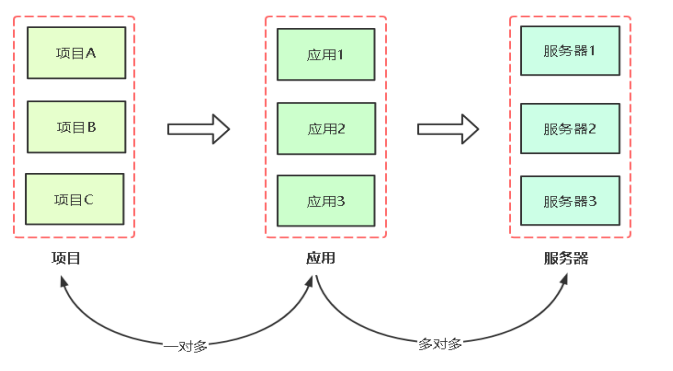 项目A
项目B
项目C
项目
应用1
应用2
应用3
应用
服务器1
服务器2
服务器3
服务器
一对多
多对多